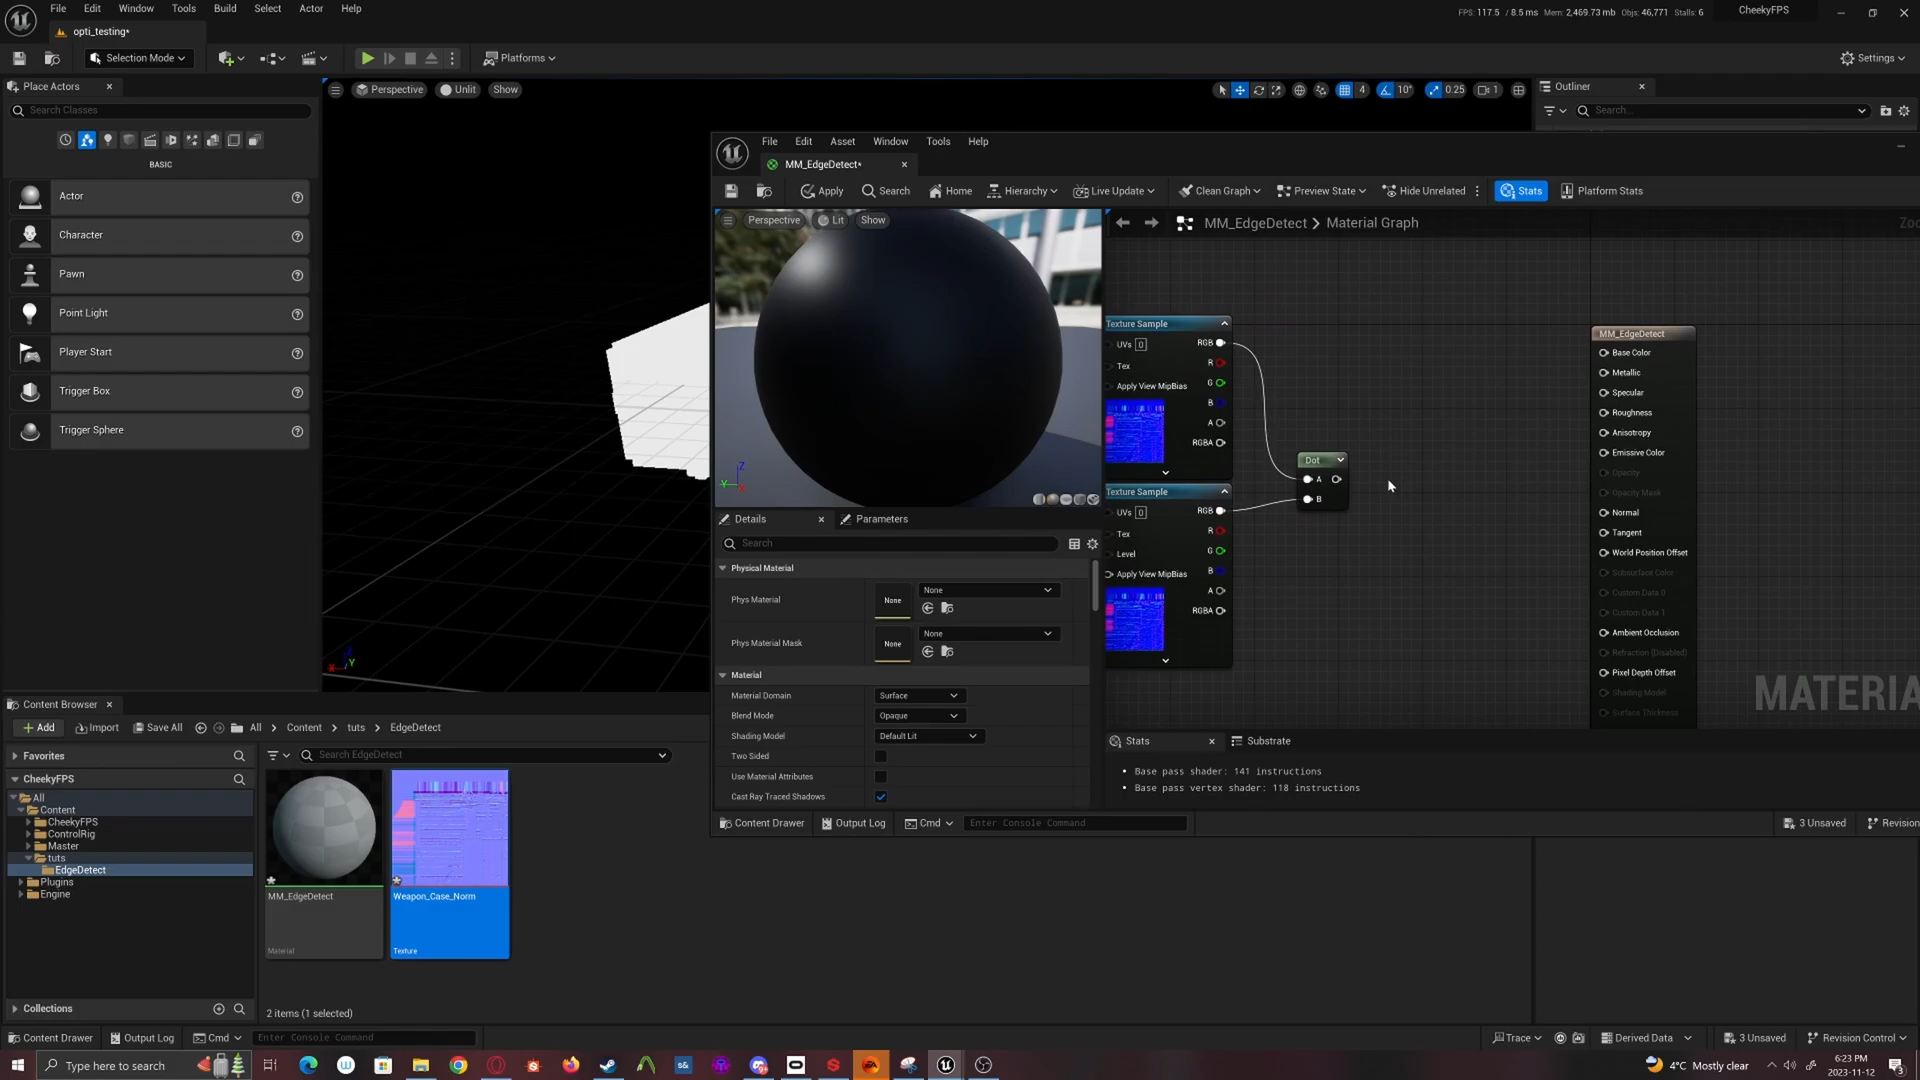 File Edit Window Tools Build Select Actor Help
FPS: 117.5 / 8.5 ms Mem: 2,469.73 mb Objs: 46,771 Stalls: 6
CheekyFPS
opti_testing*
Selection Mode
Platforms
Settings
Place Actors
Search Classes
BASIC
Actor
Character
Pawn
Point Light
Player Start
Trigger Box
Trigger Sphere
Perspective
Unlit
Show
4
10°
0.25
1
Outliner
Search...
File Edit Asset Window Tools Help
MM_EdgeDetect*
Apply
Search
Home
Hierarchy
Live Update
Clean Graph
Preview State
Hide Unrelated
Stats
Platform Stats
Perspective
Lit
Show
MM_EdgeDetect > Material Graph
Zoo
Texture Sample
UVs 0
Tex
Apply View MipBias
RGB
R
G
B
A
RGBA
Texture Sample
UVs 0
Tex
Level
Apply View MipBias
RGB
R
G
B
A
RGBA
Dot
A
B
MM_EdgeDetect
Base Color
Metallic
Specular
Roughness
Anisotropy
Emissive Color
Opacity
Opacity Mask
Normal
Tangent
World Position Offset
Subsurface Color
Custom Data 0
Custom Data 1
Ambient Occlusion
Refraction (Disabled)
Pixel Depth Offset
Shading Model
Surface Thickness
MATERIA
Z
Y
X
Z
X
Y
Details
Parameters
Search
Physical Material
Phys Material
None
None
Phys Material Mask
None
None
Material
Material Domain
Surface
Blend Mode
Opaque
Shading Model
Default Lit
Two Sided
Use Material Attributes
Cast Ray Traced Shadows
Stats
Substrate
Base pass shader: 141 instructions
Base pass vertex shader: 118 instructions
Content Drawer
Output Log
Cmd
Enter Console Command
3 Unsaved
Revision
Content Browser
Add
Import
Save All
All > Content > tuts > EdgeDetect
Favorites
Search EdgeDetect
CheekyFPS
All
Content
CheekyFPS
ControlRig
Master
tuts
EdgeDetect
Plugins
Engine
MM_EdgeDetect
Material
Weapon_Case_Norm
Texture
Collections
2 items (1 selected)
Content Drawer
Output Log
Cmd
Enter Console Command
Trace
Derived Data
3 Unsaved
Revision Control
Type here to search
4°C Mostly clear
6:23 PM
2023-11-12
3